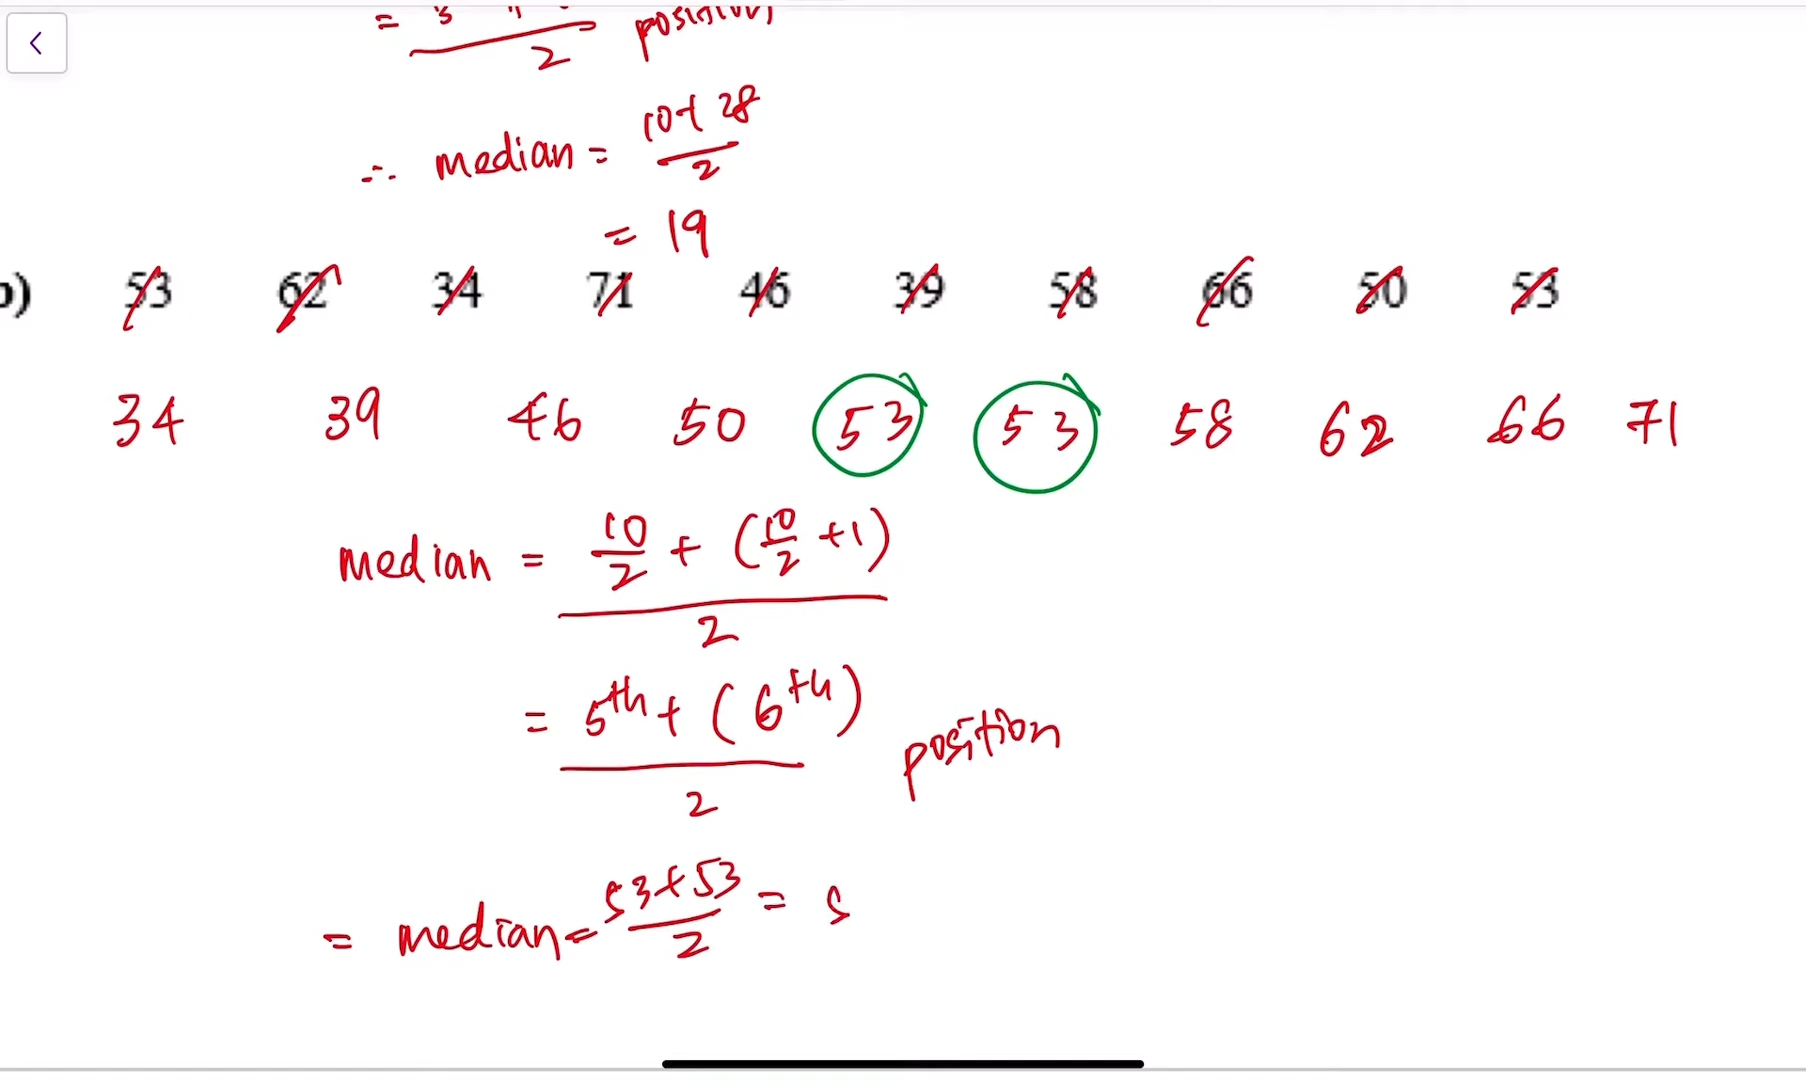 = 2
∴ median = 10+28
2
= 19
b) 53 62 34 71 46 39 58 66 50 53
34 39 46 50 53 53 58 62 66 71
median = 10/2 + (10/2 +1)
2
= 5th + (6th) position
2
= median = 53+53 = 5
2